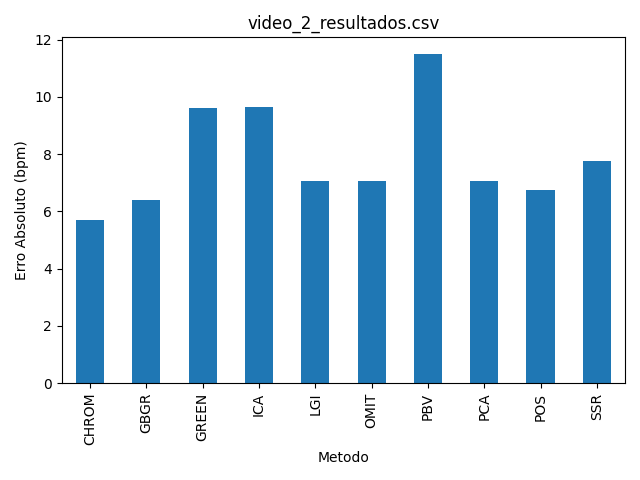 video_2_resultados.csv
Erro Absoluto (bpm)
12
10
8
6
4
2
0
CHROM
GBGR
GREEN
ICA
LGI
OMIT
PBV
PCA
POS
SSR
Metodo